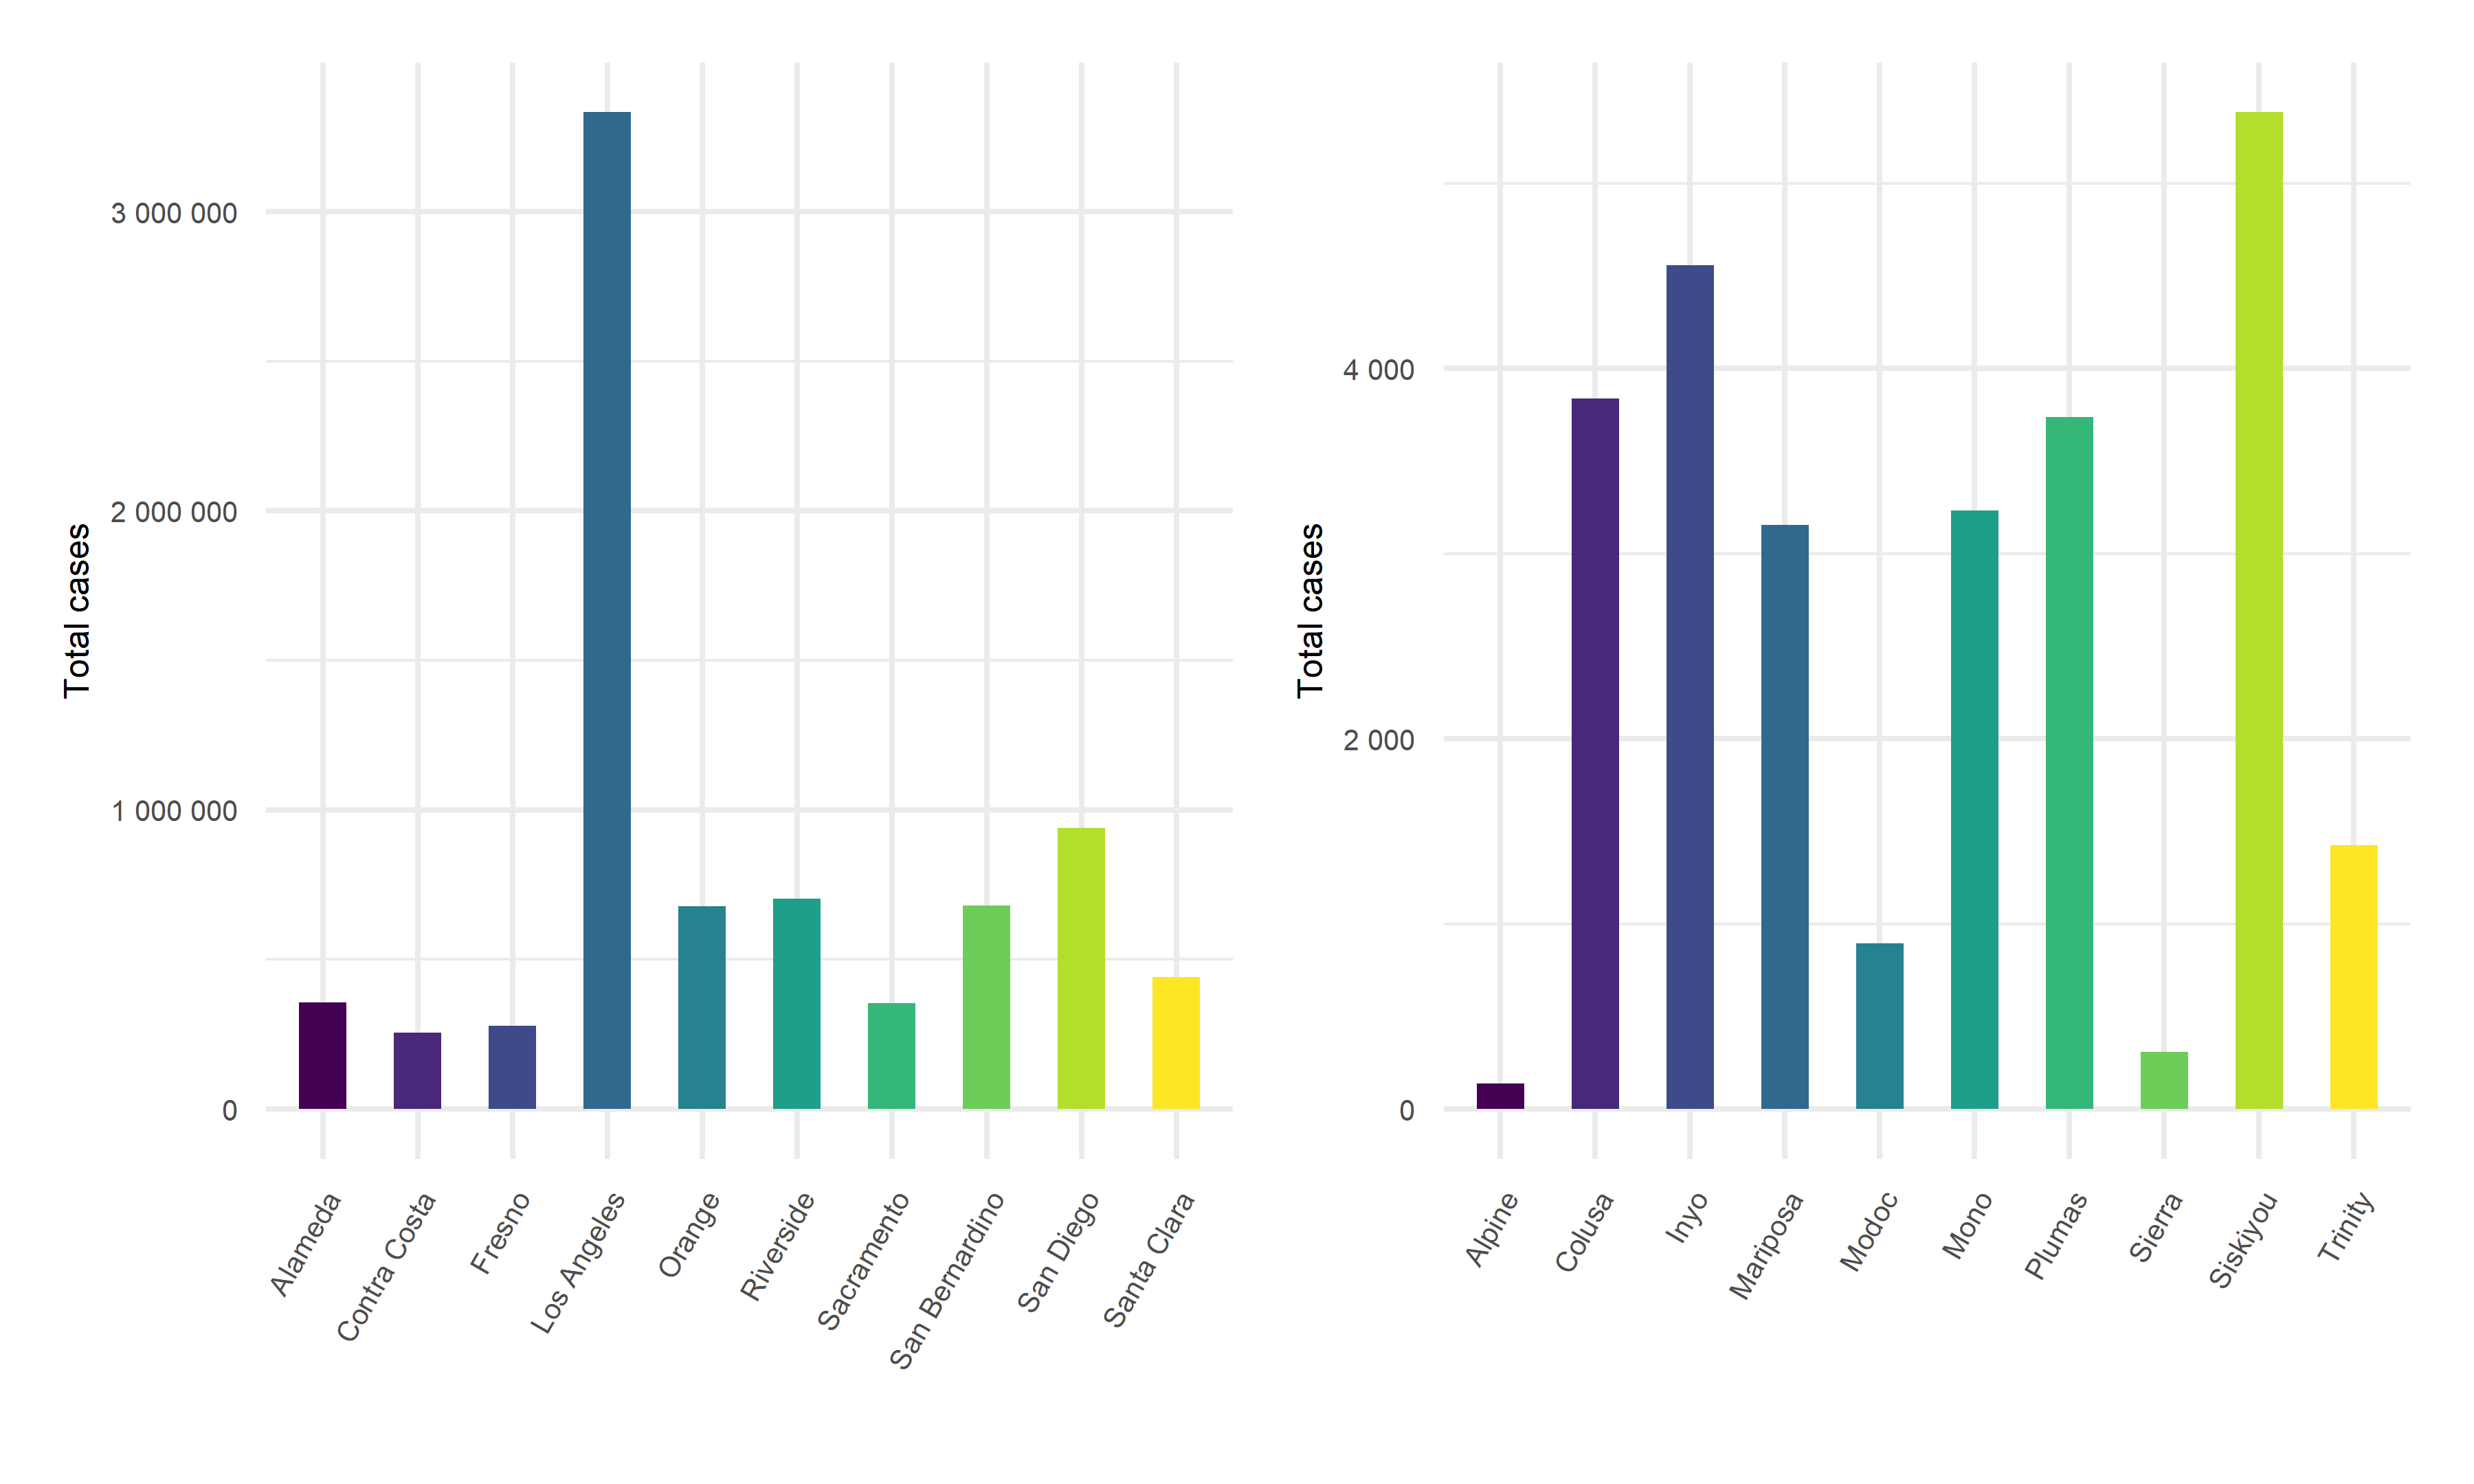 Total cases
3 000 000
2 000 000
1 000 000
0
Alameda
Contra Costa
Fresno
Los Angeles
Orange
Riverside
Sacramento
San Bernardino
San Diego
Santa Clara
Total cases
4 000
2 000
0
Alpine
Colusa
Inyo
Mariposa
Modoc
Mono
Plumas
Sierra
Siskiyou
Trinity